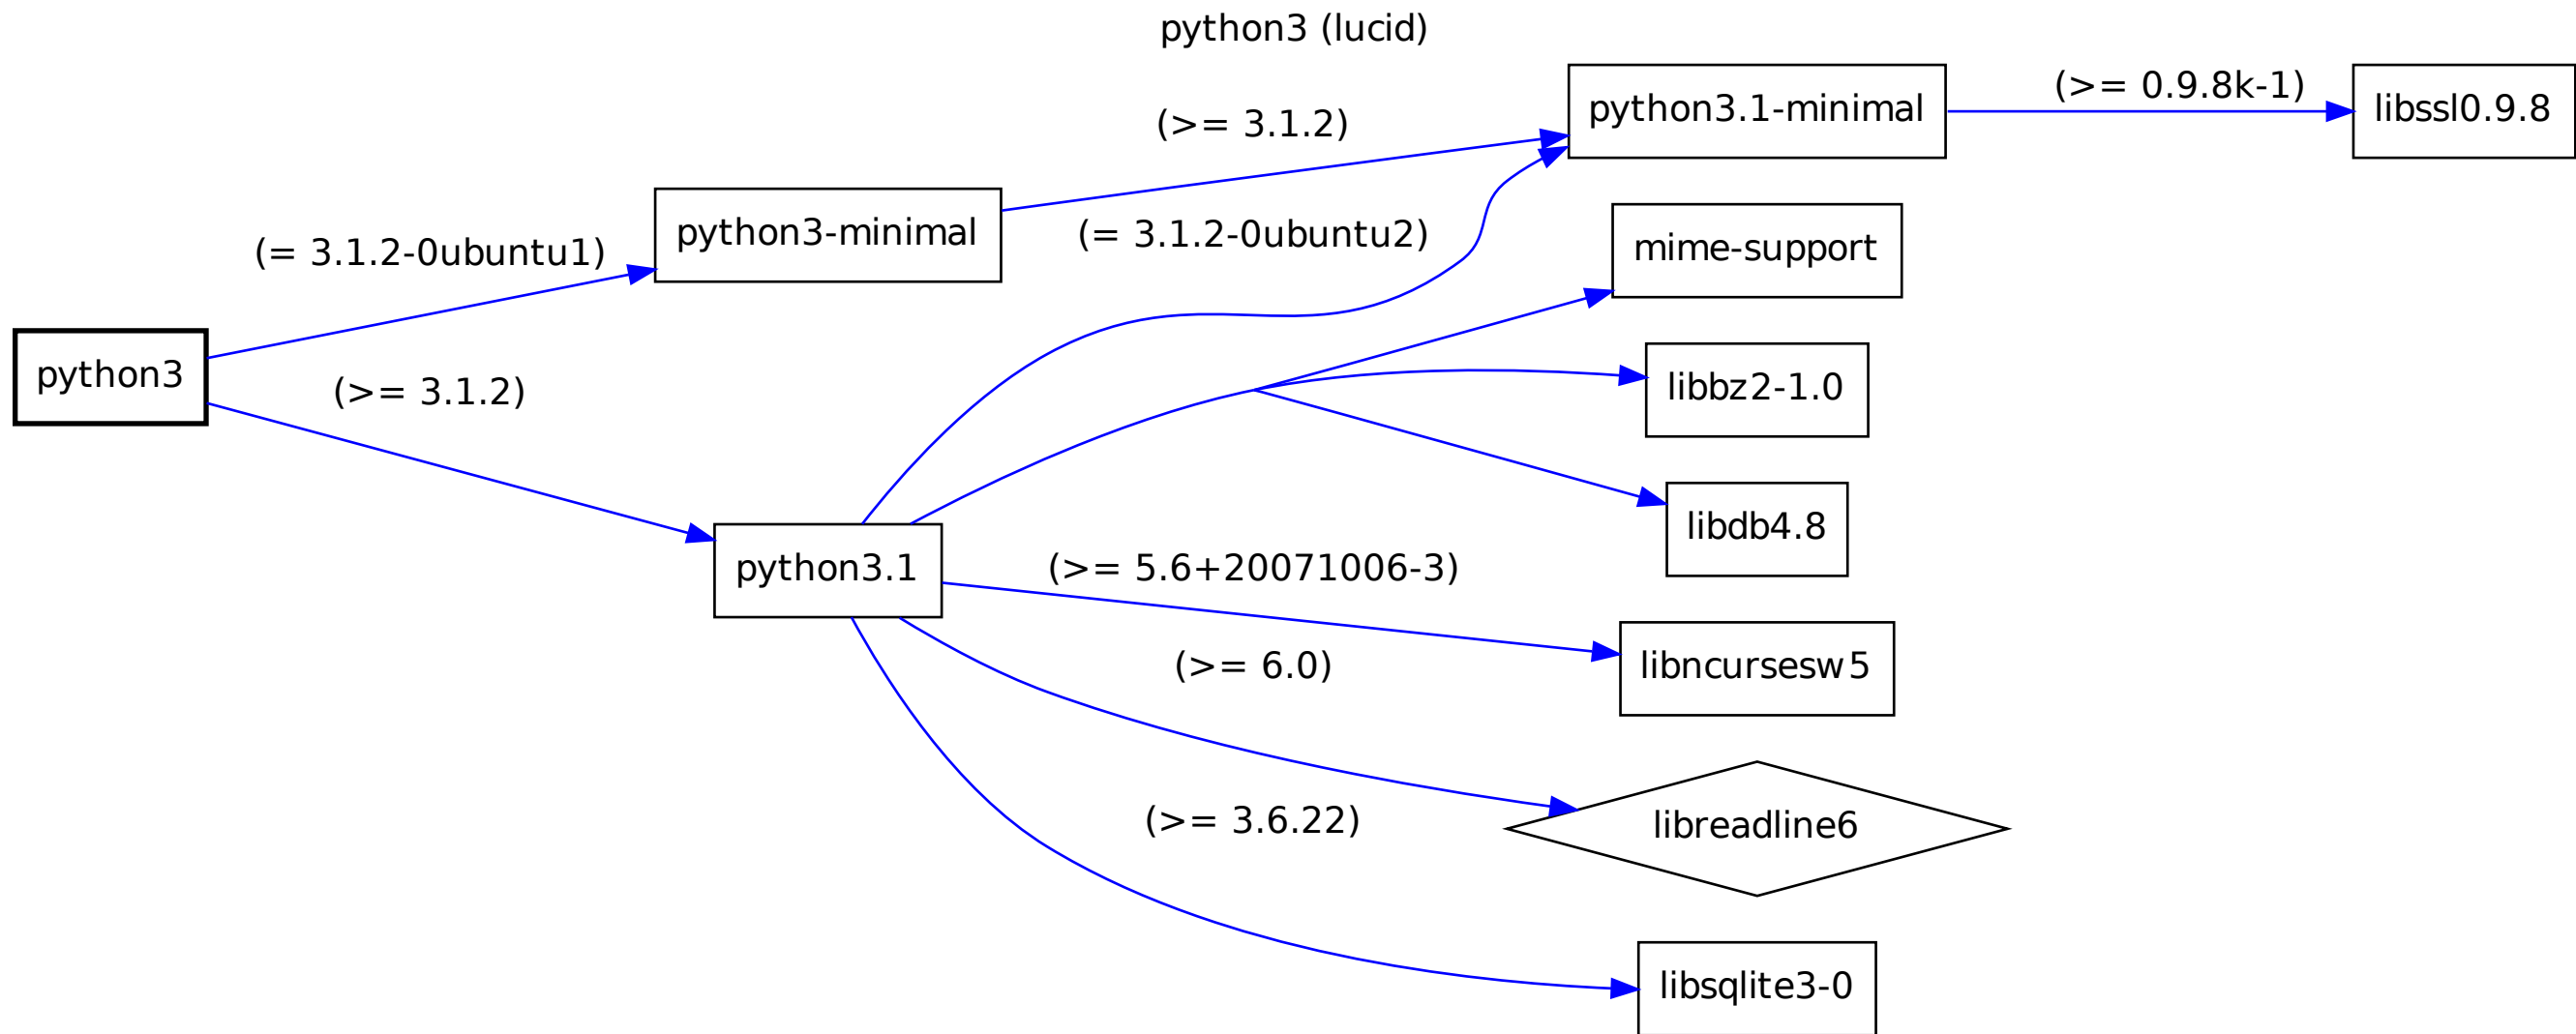 python3 (lucid)
python3.1-minimal
(>= 0.9.8k-1)
libssl0.9.8
(>= 3.1.2)
python3-minimal
(= 3.1.2-0ubuntu2)
mime-support
(= 3.1.2-0ubuntu1)
python3
(>= 3.1.2)
libbz2-1.0
libdb4.8
python3.1
(>= 5.6+20071006-3)
libncursesw5
(>= 6.0)
libreadline6
(>= 3.6.22)
libsqlite3-0